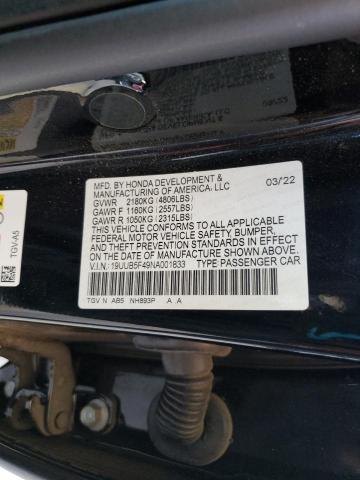 MFD. BY HONDA DEVELOPMENT &
MANUFACTURING OF AMERICA, LLC 03/22
GVWR 2180KG (4806LBS)
GAWR F 1160KG (2557LBS)
GAWR R 1050KG (2315LBS)
THIS VEHICLE CONFORMS TO ALL APPLICABLE
FEDERAL MOTOR VEHICLE SAFETY, BUMPER,
AND THEFT PREVENTION STANDARDS IN EFFECT
ON THE DATE OF MANUFACTURE SHOWN ABOVE.
V.I.N.: 19UUB5F49NA001833 TYPE PASSENGER CAR
TGV N AB5 NH893P A A
TGV-A5